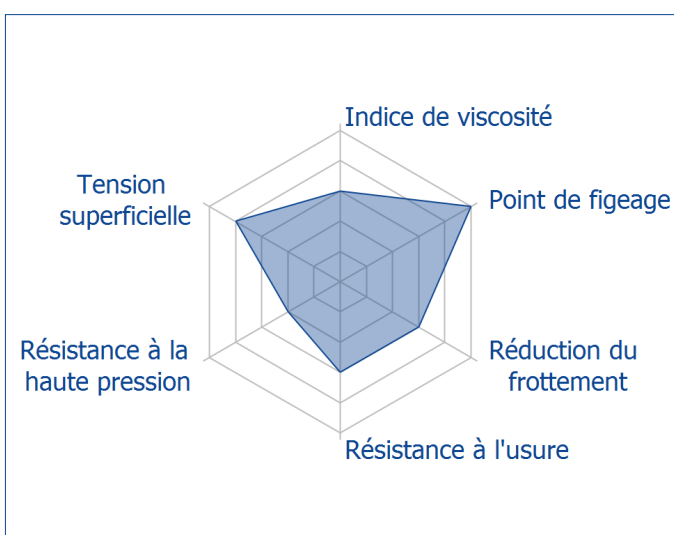 Indice de viscosité
Tension
superficielle
Point de figeage
Résistance à la
haute pression
Réduction du
frottement
Résistance à l'usure